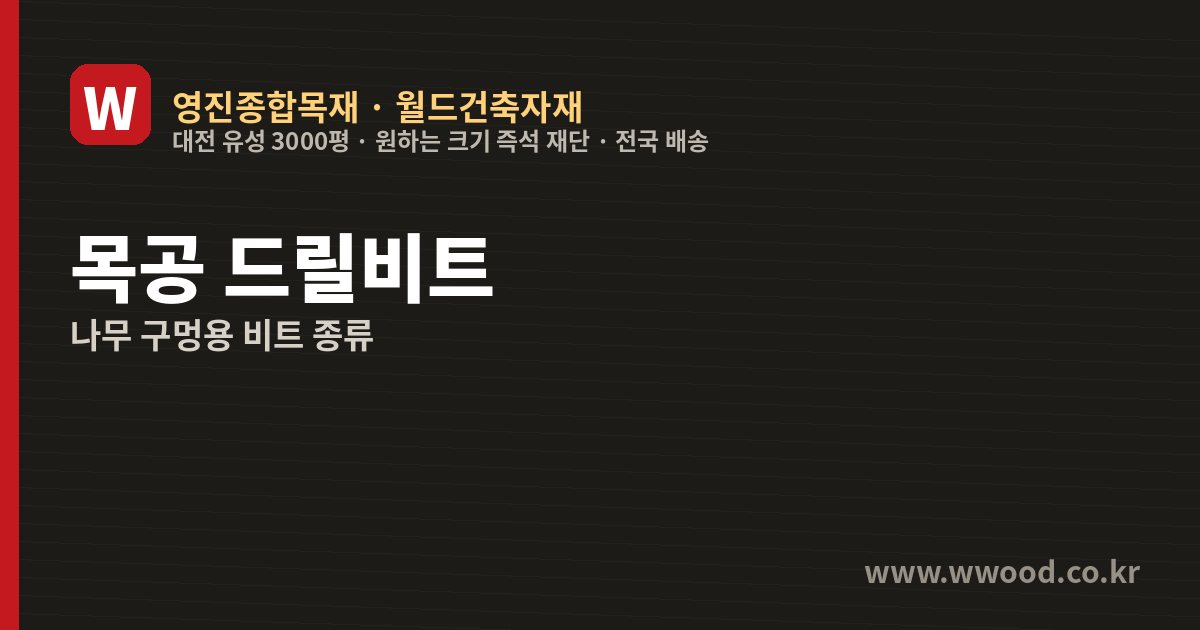 W
영진종합목재 · 월드건축자재
대전 유성 3000평 · 원하는 크기 즉석 재단 · 전국 배송
목공 드릴비트
나무 구멍용 비트 종류
www.wwood.co.kr